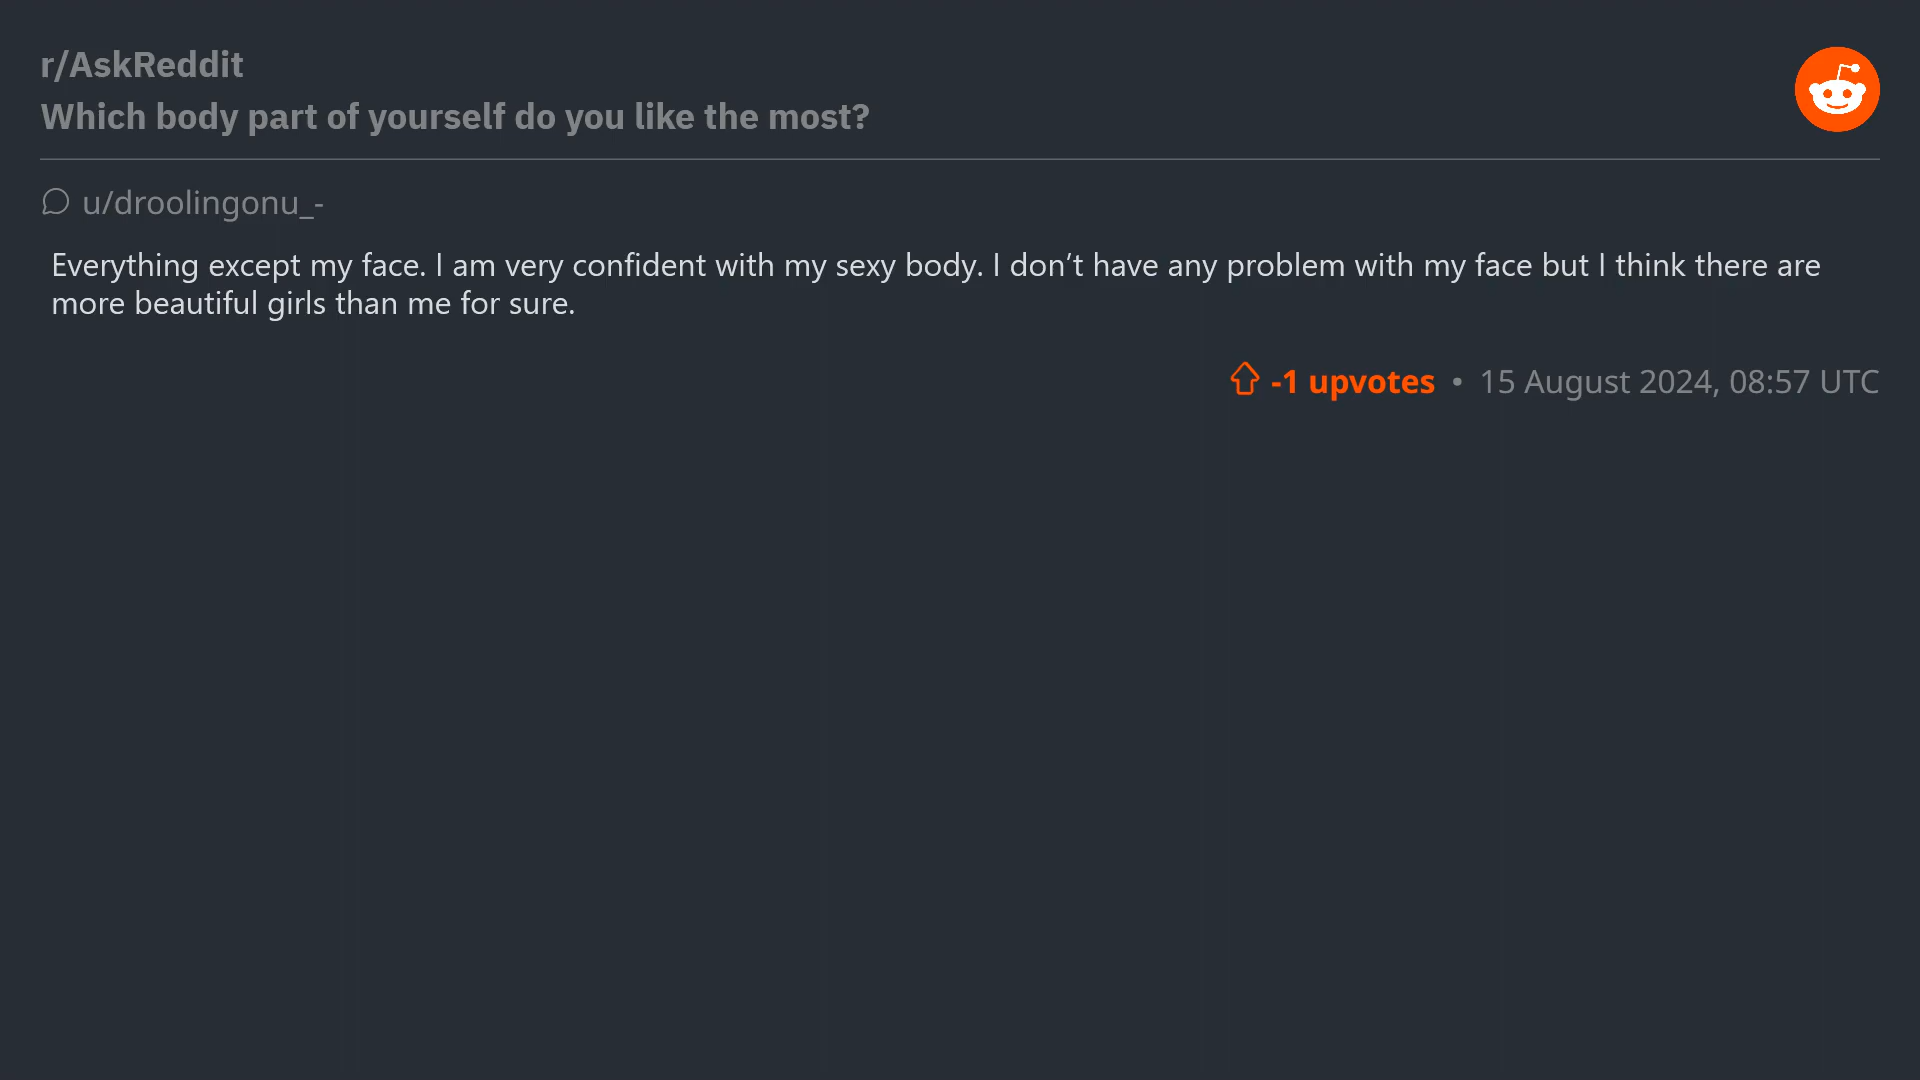 r/AskReddit
Which body part of yourself do you like the most?
u/droolingonu_-
Everything except my face. I am very confident with my sexy body. I don’t have any problem with my face but I think there are
more beautiful girls than me for sure.
-1 upvotes • 15 August 2024, 08:57 UTC